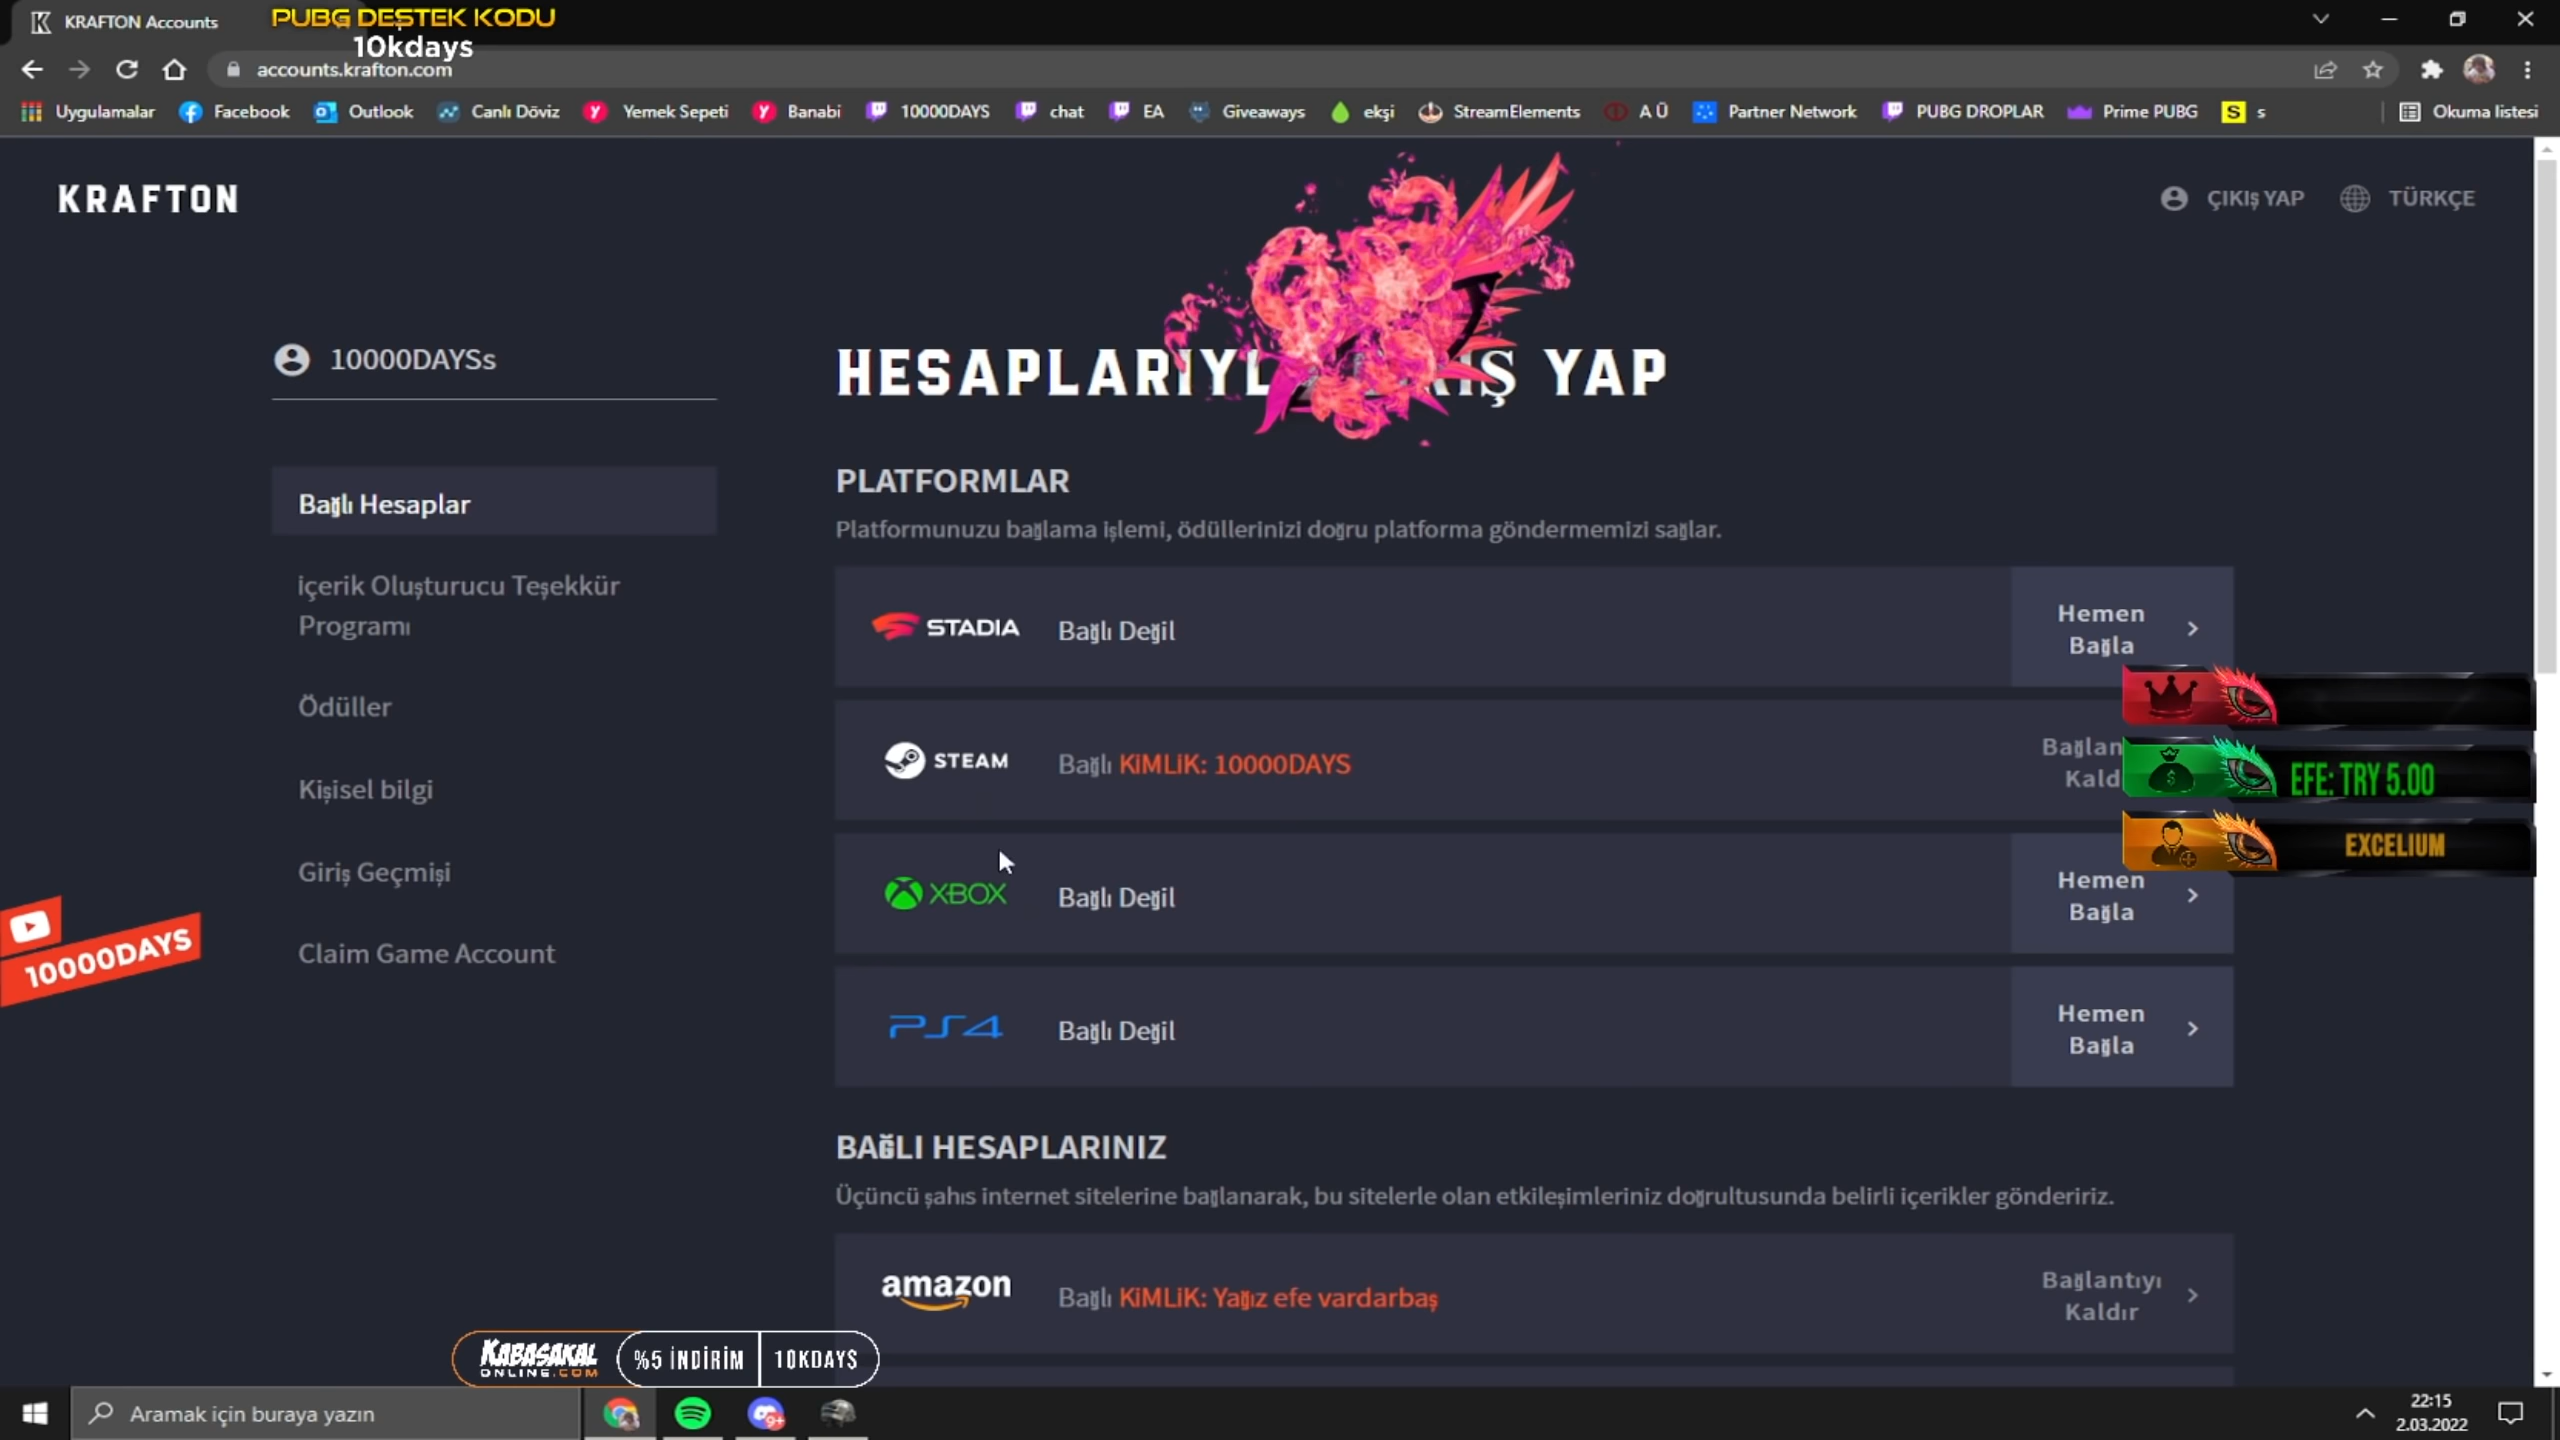 KRAFTON Accounts
PUBG DESTEK KODU
10kdays
accounts.krafton.com
Uygulamalar
Facebook
Outlook
Canlı Döviz
Yemek Sepeti
Banabi
10000DAYS
chat
EA
Giveaways
ekşi
StreamElements
A Ü
Partner Network
PUBG DROPLAR
Prime PUBG
S s
Okuma listesi
KRAFTON
ÇIKIŞ YAP
TÜRKÇE
10000DAYSs
HESAPLARIYL İŞ YAP
Bağlı Hesaplar
İçerik Oluşturucu Teşekkür
Programı
Ödüller
Kişisel bilgi
Giriş Geçmişi
Claim Game Account
10000DAYS
PLATFORMLAR
Platformunuzu bağlama işlemi, ödüllerinizi doğru platforma göndermemizi sağlar.
STADIA Bağlı Değil
Hemen
Bağla
STEAM Bağlı KİMLİK: 10000DAYS
Bağlan
Kald
EFE: TRY 5.00
EXCELIUM
XBOX Bağlı Değil
Hemen
Bağla
PS4 Bağlı Değil
Hemen
Bağla
BAĞLI HESAPLARINIZ
Üçüncü şahıs internet sitelerine bağlanarak, bu sitelerle olan etkileşimleriniz doğrultusunda belirli içerikler göndeririz.
amazon Bağlı KİMLİK: Yağız efe vardarbaş
Bağlantıyı
Kaldır
KABASAKAL
ONLINE.COM
%5 İNDİRİM
10KDAYS
Aramak için buraya yazın
9+
22:15
2.03.2022